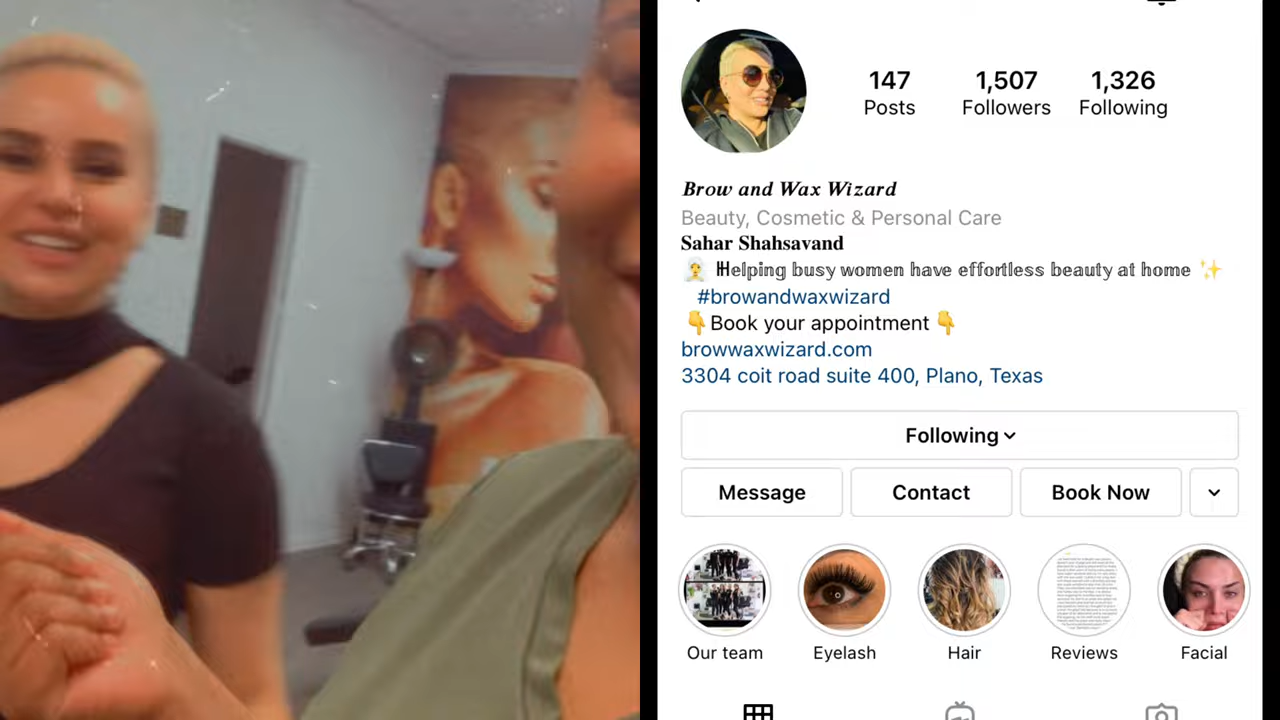 147
Posts
1,507
Followers
1,326
Following
Brow and Wax Wizard
Beauty, Cosmetic & Personal Care
Sahar Shahsavand
👰 ℍelping busy women have effortless beauty at home ✨
#browandwaxwizard
👇Book your appointment 👇
browwaxwizard.com
3304 coit road suite 400, Plano, Texas
Following
Message
Contact
Book Now
Our team
Eyelash
Hair
Reviews
Facial